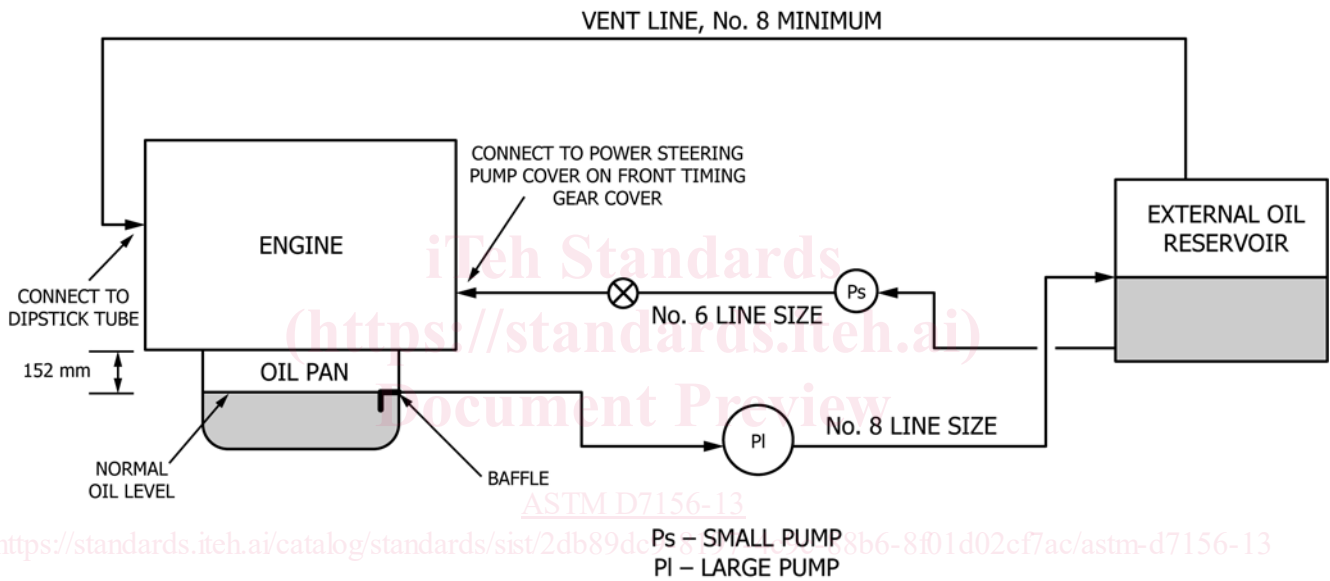 VENT LINE, No. 8 MINIMUM
CONNECT TO POWER STEERING
PUMP COVER ON FRONT TIMING
GEAR COVER
ENGINE
EXTERNAL OIL
RESERVOIR
iTeh Standards
Ps
CONNECT TO
DIPSTICK TUBE
No. 6 LINE SIZE
(https://standards.iteh.ai)
152 mm
OIL PAN
Document Preview
Pl
No. 8 LINE SIZE
NORMAL
OIL LEVEL
BAFFLE
ASTM D7156-13
Ps – SMALL PUMP
Pl – LARGE PUMP